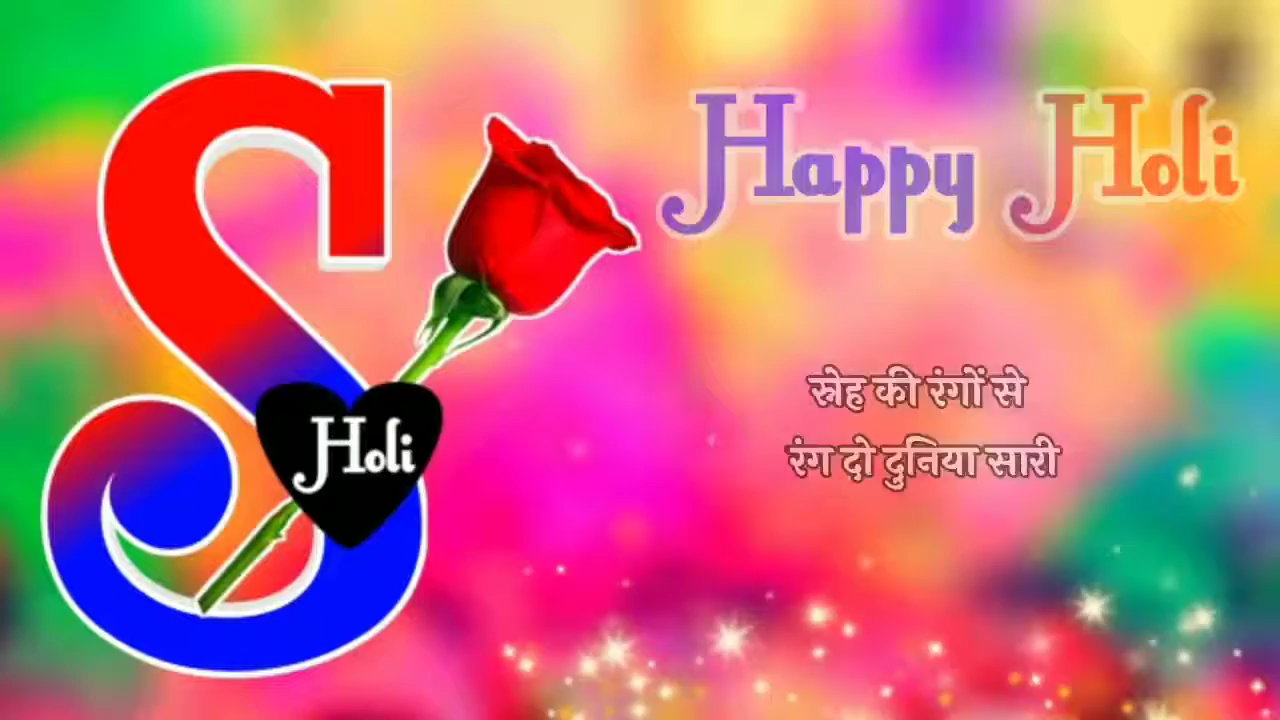 S
Happy Holi
Holi
स्नेह की रंगों से
रंग दो दुनिया सारी